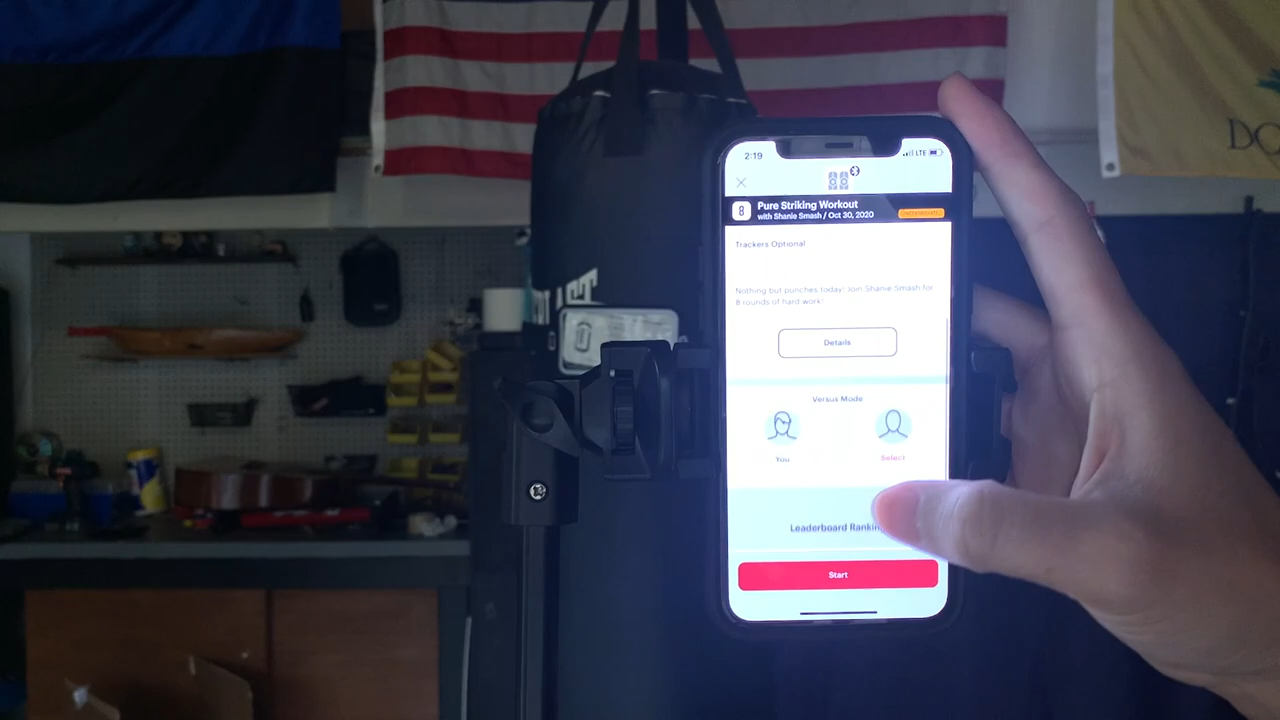 2:19
LTE
8
Pure Striking Workout
with Shanie Smash / Oct 30, 2020
Trackers Optional
Nothing but punches today! Join Shanie Smash for
8 rounds of hard work!
Details
Versus Mode
You
Select
Leaderboard Rankin
Start
DC